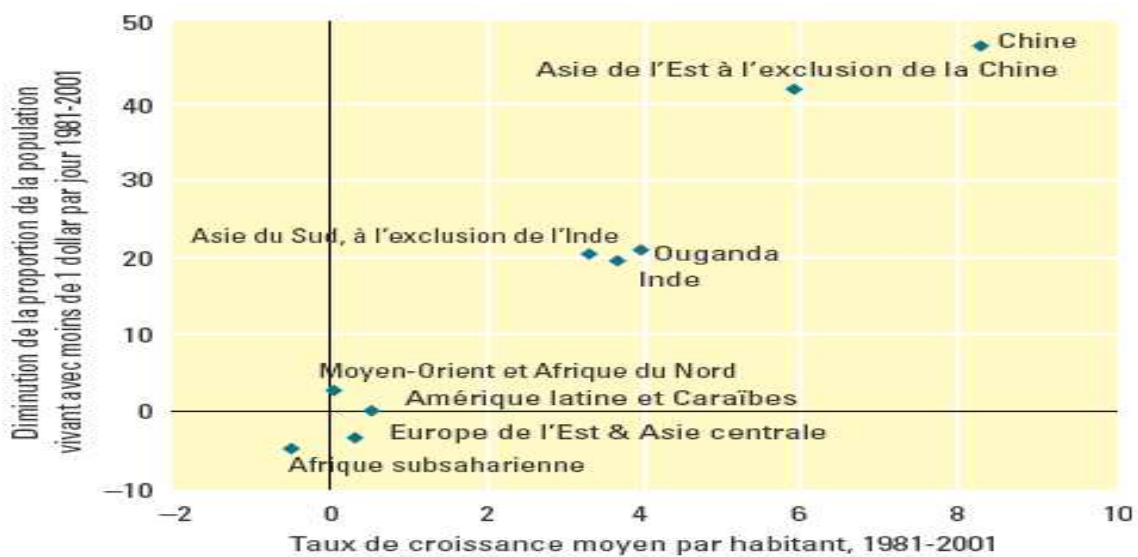 Diminution de la proportion de la population
vivant avec moins de 1 dollar par jour 1981-2001
50
40
30
20
10
0
–10
Chine
Asie de l'Est à l'exclusion de la Chine
Asie du Sud, à l'exclusion de l'Inde
Ouganda
Inde
Moyen-Orient et Afrique du Nord
Amérique latine et Caraïbes
Europe de l'Est & Asie centrale
Afrique subsaharienne
–2 0 2 4 6 8 10
Taux de croissance moyen par habitant, 1981-2001